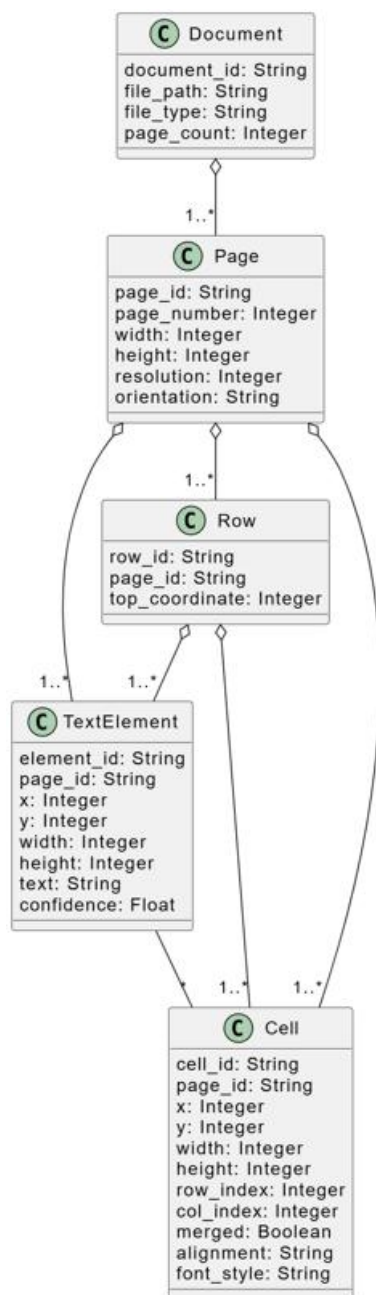 C Document
document_id: String
file_path: String
file_type: String
page_count: Integer
1..*
C Page
page_id: String
page_number: Integer
width: Integer
height: Integer
resolution: Integer
orientation: String
1..*
C Row
row_id: String
page_id: String
top_coordinate: Integer
1..* 1..*
C TextElement
element_id: String
page_id: String
x: Integer
y: Integer
width: Integer
height: Integer
text: String
confidence: Float
* 1..* 1..*
C Cell
cell_id: String
page_id: String
x: Integer
y: Integer
width: Integer
height: Integer
row_index: Integer
col_index: Integer
merged: Boolean
alignment: String
font_style: String